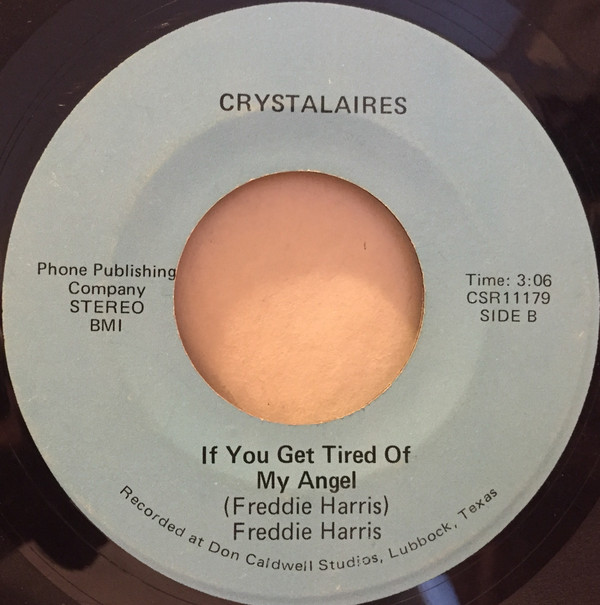 CRYSTALAIRES
Phone Publishing
Company
STEREO
BMI
Time: 3:06
CSR11179
SIDE B
If You Get Tired Of
My Angel
(Freddie Harris)
Freddie Harris
Recorded at Don Caldwell Studios, Lubbock, Texas